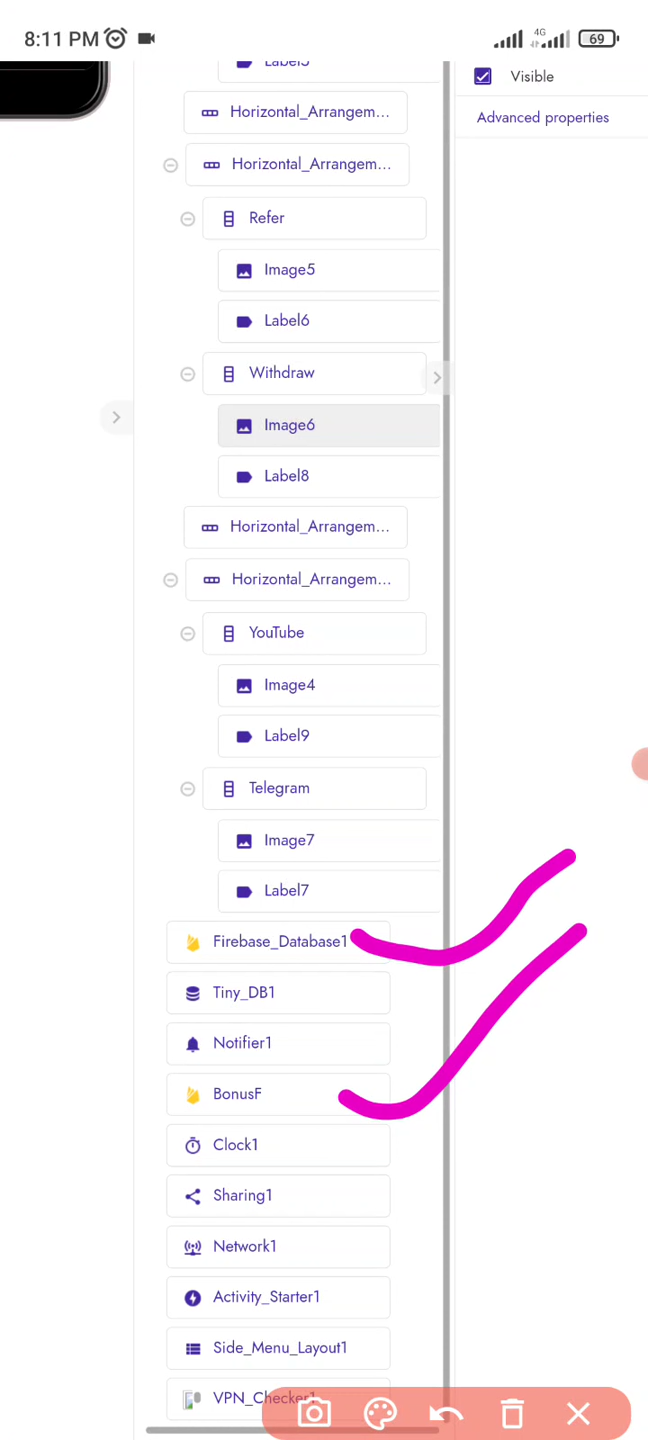 8:11 PM
4G
69
Visible
Advanced properties
Horizontal_Arrangem...
Horizontal_Arrangem...
Refer
Image5
Label6
Withdraw
Image6
Label8
Horizontal_Arrangem...
Horizontal_Arrangem...
YouTube
Image4
Label9
Telegram
Image7
Label7
Firebase_Database1
Tiny_DB1
Notifier1
BonusF
Clock1
Sharing1
Network1
Activity_Starter1
Side_Menu_Layout1
VPN_Checker1